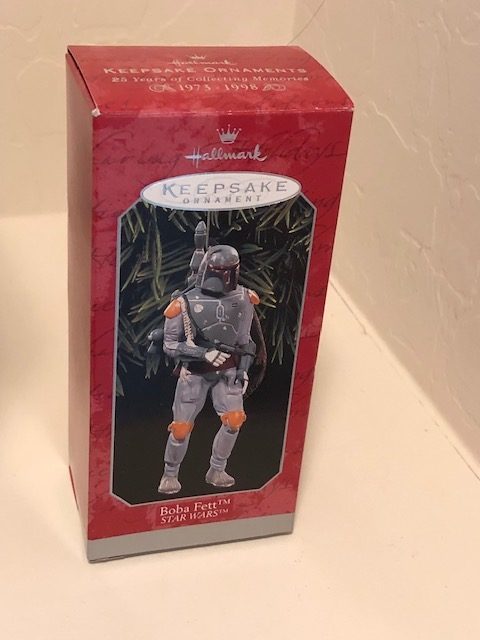 Hallmark
KEEPSAKE ORNAMENTS
25 Years of Collecting Memories
1973 - 1998
Hallmark
KEEPSAKE
ORNAMENT
Boba Fett™
STAR WARS™